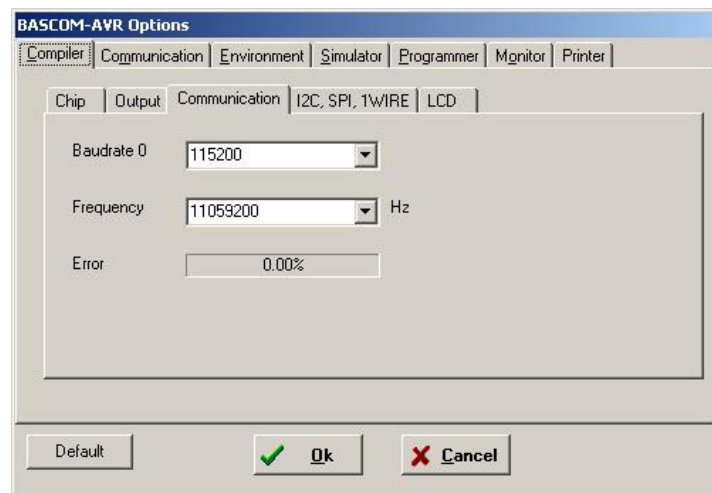 BASCOM-AVR Options
Compiler Communication Environment Simulator Programmer Monitor Printer
Chip Output Communication I2C, SPI, 1WIRE LCD
Baudrate 0 115200
Frequency 11059200 Hz
Error 0.00%
Default Ok Cancel